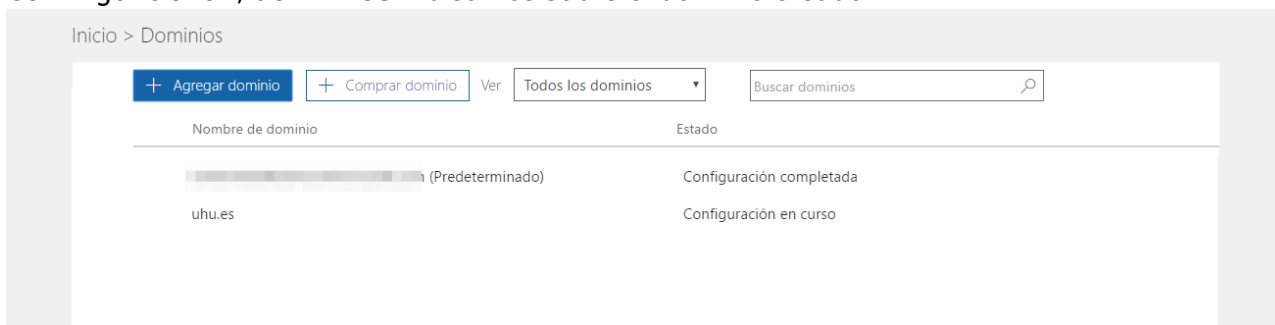 Inicio > Dominios
+ Agregar dominio + Comprar dominio Ver Todos los dominios Buscar dominios
Nombre de dominio Estado
(Predeterminado) Configuración completada
uhu.es Configuración en curso